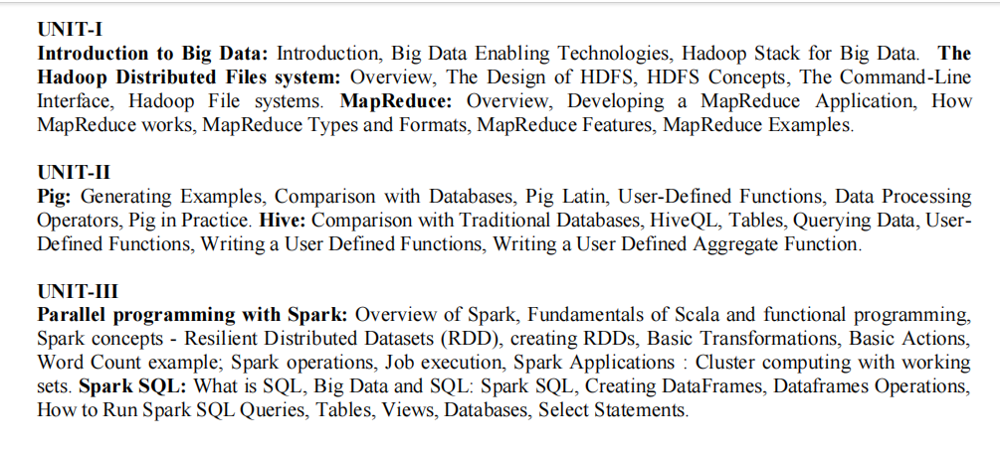 UNIT-I
Introduction to Big Data: Introduction, Big Data Enabling Technologies, Hadoop Stack for Big Data. The
Hadoop Distributed Files system: Overview, The Design of HDFS, HDFS Concepts, The Command-Line
Interface, Hadoop File systems. MapReduce: Overview, Developing a MapReduce Application, How
MapReduce works, MapReduce Types and Formats, MapReduce Features, MapReduce Examples.
UNIT-II
Pig: Generating Examples, Comparison with Databases, Pig Latin, User-Defined Functions, Data Processing
Operators, Pig in Practice. Hive: Comparison with Traditional Databases, HiveQL, Tables, Querying Data, User-
Defined Functions, Writing a User Defined Functions, Writing a User Defined Aggregate Function.
UNIT-III
Parallel programming with Spark: Overview of Spark, Fundamentals of Scala and functional programming,
Spark concepts - Resilient Distributed Datasets (RDD), creating RDDs, Basic Transformations, Basic Actions,
Word Count example; Spark operations, Job execution, Spark Applications : Cluster computing with working
sets. Spark SQL: What is SQL, Big Data and SQL: Spark SQL, Creating DataFrames, Dataframes Operations,
How to Run Spark SQL Queries, Tables, Views, Databases, Select Statements.